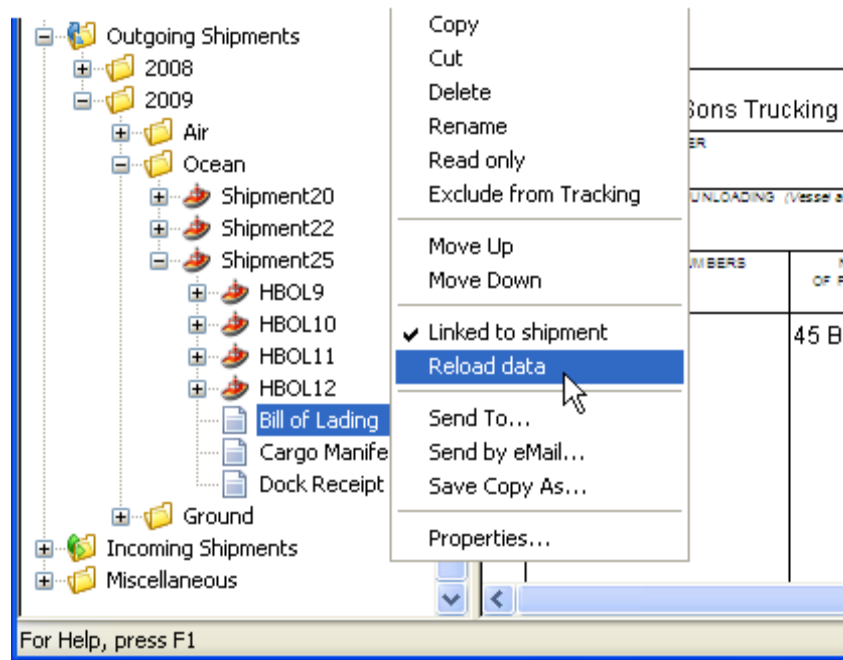 Outgoing Shipments
2008
2009
Air
Ocean
Shipment20
Shipment22
Shipment25
HBOL9
HBOL10
HBOL11
HBOL12
Bill of Lading
Cargo Manife
Dock Receipt
Ground
Incoming Shipments
Miscellaneous
Copy
Cut
Delete
Rename
Read only
Exclude from Tracking
Move Up
Move Down
✓ Linked to shipment
Reload data
Send To...
Send by eMail...
Save Copy As...
Properties...
Sons Trucking
ER
UNLOADING (Vessel a
MBERS
OF
45 B
For Help, press F1